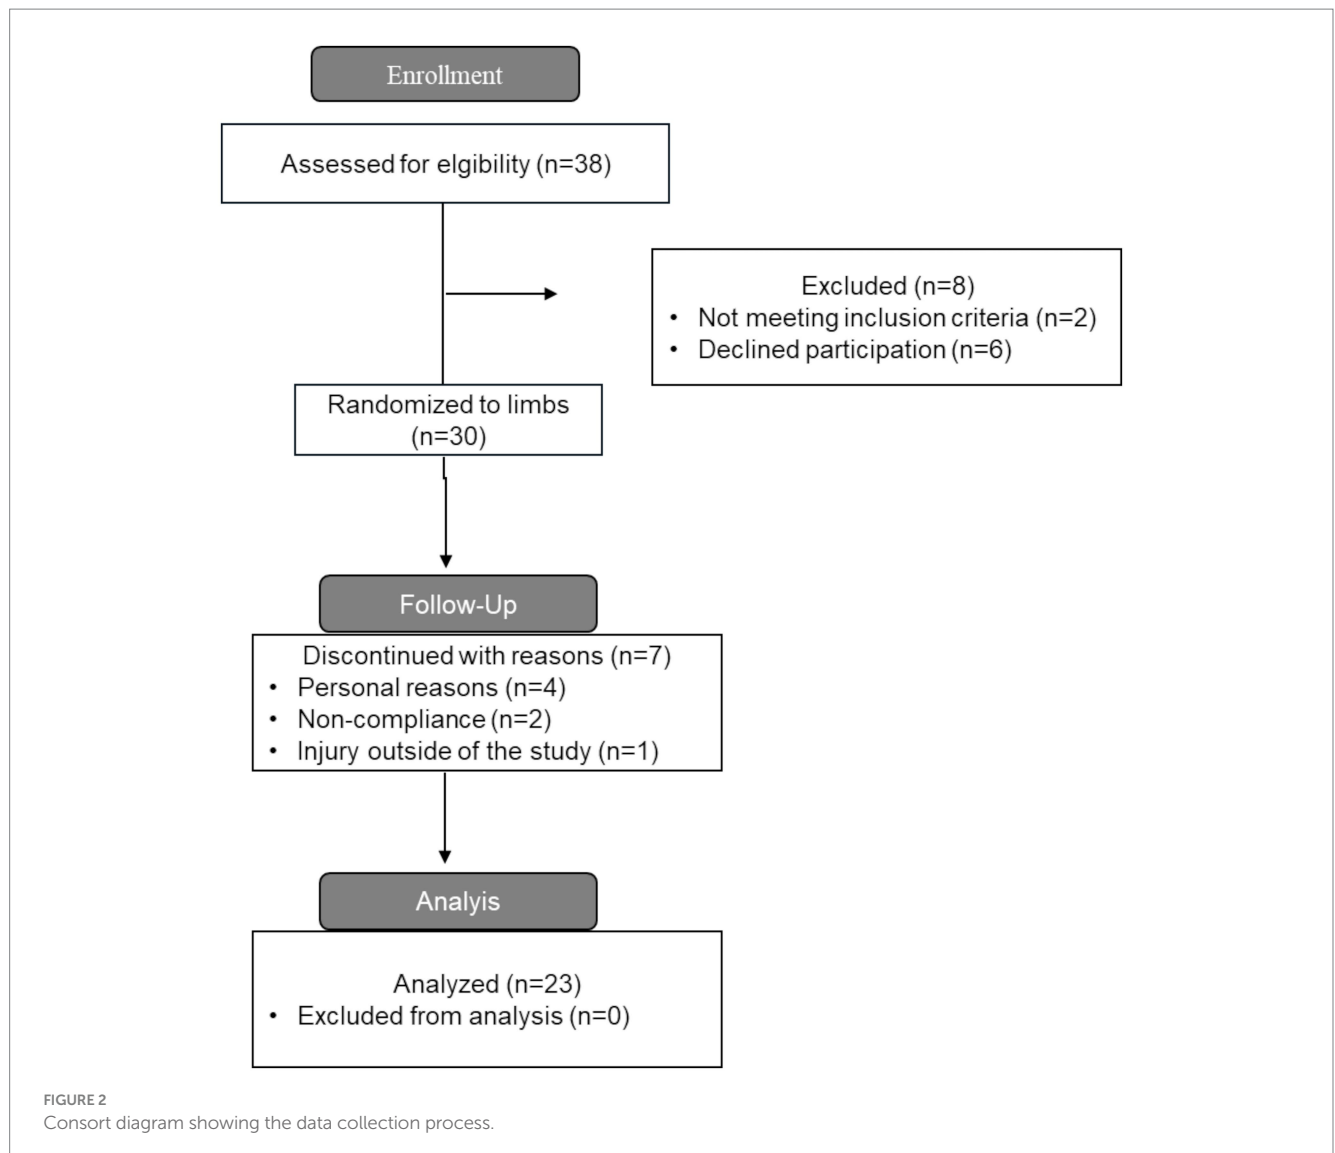 Enrollment
Assessed for elgibility (n=38)
Excluded (n=8)
• Not meeting inclusion criteria (n=2)
• Declined participation (n=6)
Randomized to limbs
(n=30)
Follow-Up
Discontinued with reasons (n=7)
• Personal reasons (n=4)
• Non-compliance (n=2)
• Injury outside of the study (n=1)
Analyis
Analyzed (n=23)
• Excluded from analysis (n=0)
FIGURE 2
Consort diagram showing the data collection process.